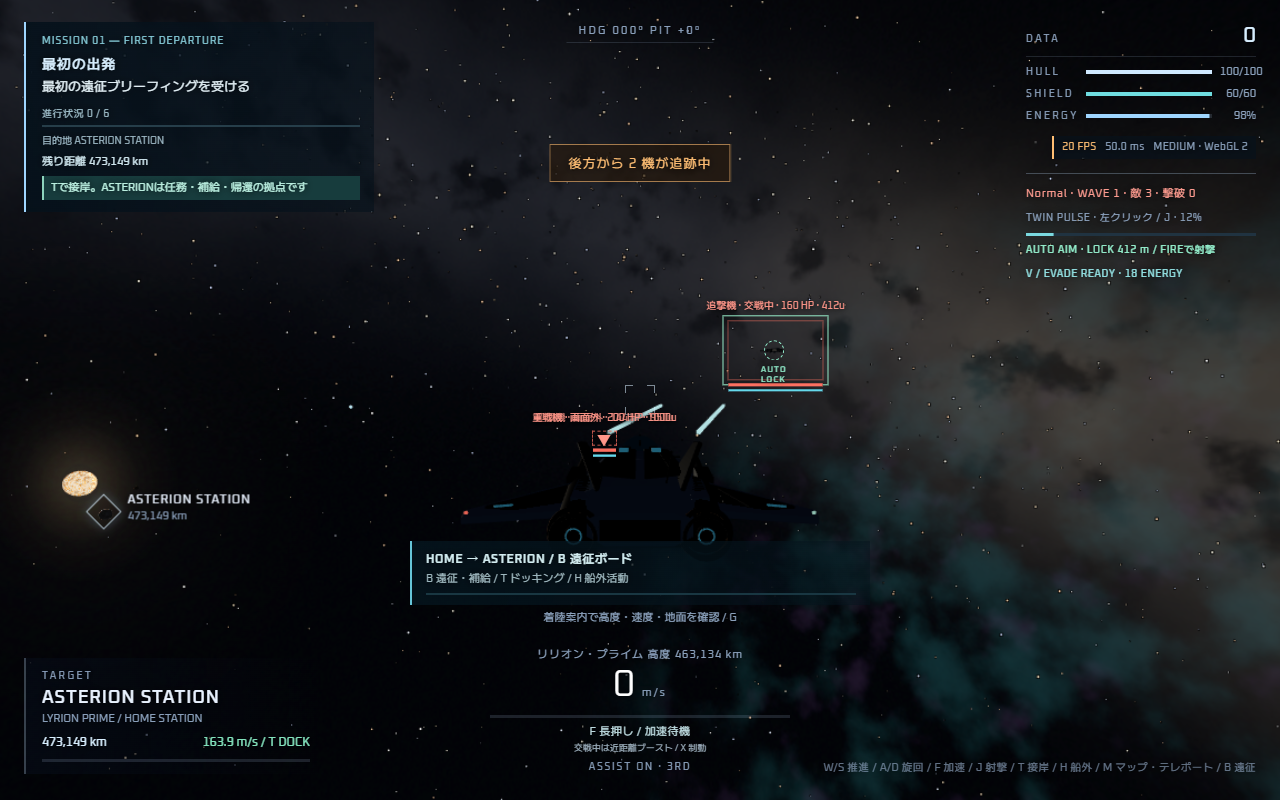 MISSION 01 — FIRST DEPARTURE
最初の出発
最初の遠征ブリーフィングを受ける
進行状況 0 / 6
目的地 ASTERION STATION
残り距離 473,149 km
Tで接岸。ASTERIONは任務・補給・帰還の拠点です
HDG 000° PIT +0°
後方から 2 機が追跡中
DATA 0
HULL 100/100
SHIELD 60/60
ENERGY 98%
20 FPS 50.0 ms MEDIUM · WebGL 2
Normal · WAVE 1 · 敵 3 · 撃破 0
TWIN PULSE · 左クリック / J · 12%
AUTO AIM · LOCK 412 m / FIREで射撃
V / EVADE READY · 18 ENERGY
追撃機 · 交戦中 · 160 HP · 412u
AUTO
LOCK
ASTERION STATION
473,149 km
HOME → ASTERION / B 遠征ボード
B 遠征・補給 / T ドッキング / H 船外活動
着陸案内で高度・速度・地面を確認 / G
リリオン・プライム 高度 463,134 km
0 m/s
F 長押し / 加速待機
交戦中は近距離ブースト / X 制動
ASSIST ON · 3RD
TARGET
ASTERION STATION
LYRION PRIME / HOME STATION
473,149 km 163.9 m/s / T DOCK
W/S 推進 / A/D 旋回 / F 加速 / J 射撃 / T 接岸 / H 船外 / M マップ・テレポート / B 遠征